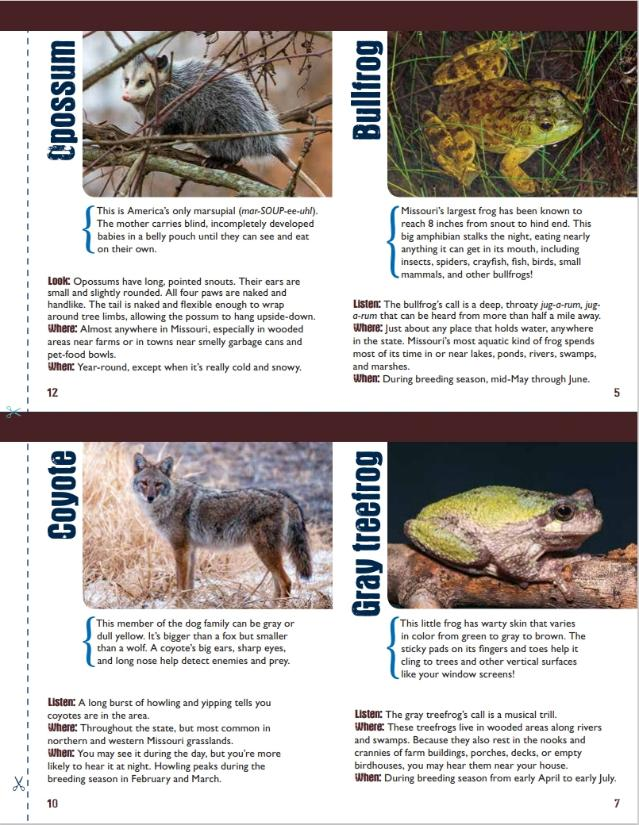 Opossum
This is America's only marsupial (mar-SOUP-ee-uhl).
The mother carries blind, incompletely developed
babies in a belly pouch until they can see and eat
on their own.
Look: Opossums have long, pointed snouts. Their ears are
small and slightly rounded. All four paws are naked and
handlike. The tail is naked and flexible enough to wrap
around tree limbs, allowing the possum to hang upside-down.
Where: Almost anywhere in Missouri, especially in wooded
areas near farms or in towns near smelly garbage cans and
pet-food bowls.
When: Year-round, except when it's really cold and snowy.
12
Bullfrog
Missouri's largest frog has been known to
reach 8 inches from snout to hind end. This
big amphibian stalks the night, eating nearly
anything it can get in its mouth, including
insects, spiders, crayfish, fish, birds, small
mammals, and other bullfrogs!
Listen: The bullfrog's call is a deep, throaty jug-a-rum, jug-
a-rum that can be heard from more than half a mile away.
Where: Just about any place that holds water, anywhere
in the state. Missouri's most aquatic kind of frog spends
most of its time in or near lakes, ponds, rivers, swamps,
and marshes.
When: During breeding season, mid-May through June.
5
Coyote
This member of the dog family can be gray or
dull yellow. It's bigger than a fox but smaller
than a wolf. A coyote's big ears, sharp eyes,
and long nose help detect enemies and prey.
Listen: A long burst of howling and yipping tells you
coyotes are in the area.
Where: Throughout the state, but most common in
northern and western Missouri grasslands.
When: You may see it during the day, but you're more
likely to hear it at night. Howling peaks during the
breeding season in February and March.
10
Gray treefrog
This little frog has warty skin that varies
in color from green to gray to brown. The
sticky pads on its fingers and toes help it
cling to trees and other vertical surfaces
like your window screens!
Listen: The gray treefrog's call is a musical trill.
Where: These treefrogs live in wooded areas along rivers
and swamps. Because they also rest in the nooks and
crannies of farm buildings, porches, decks, or empty
birdhouses, you may hear them near your house.
When: During breeding season from early April to early July.
7